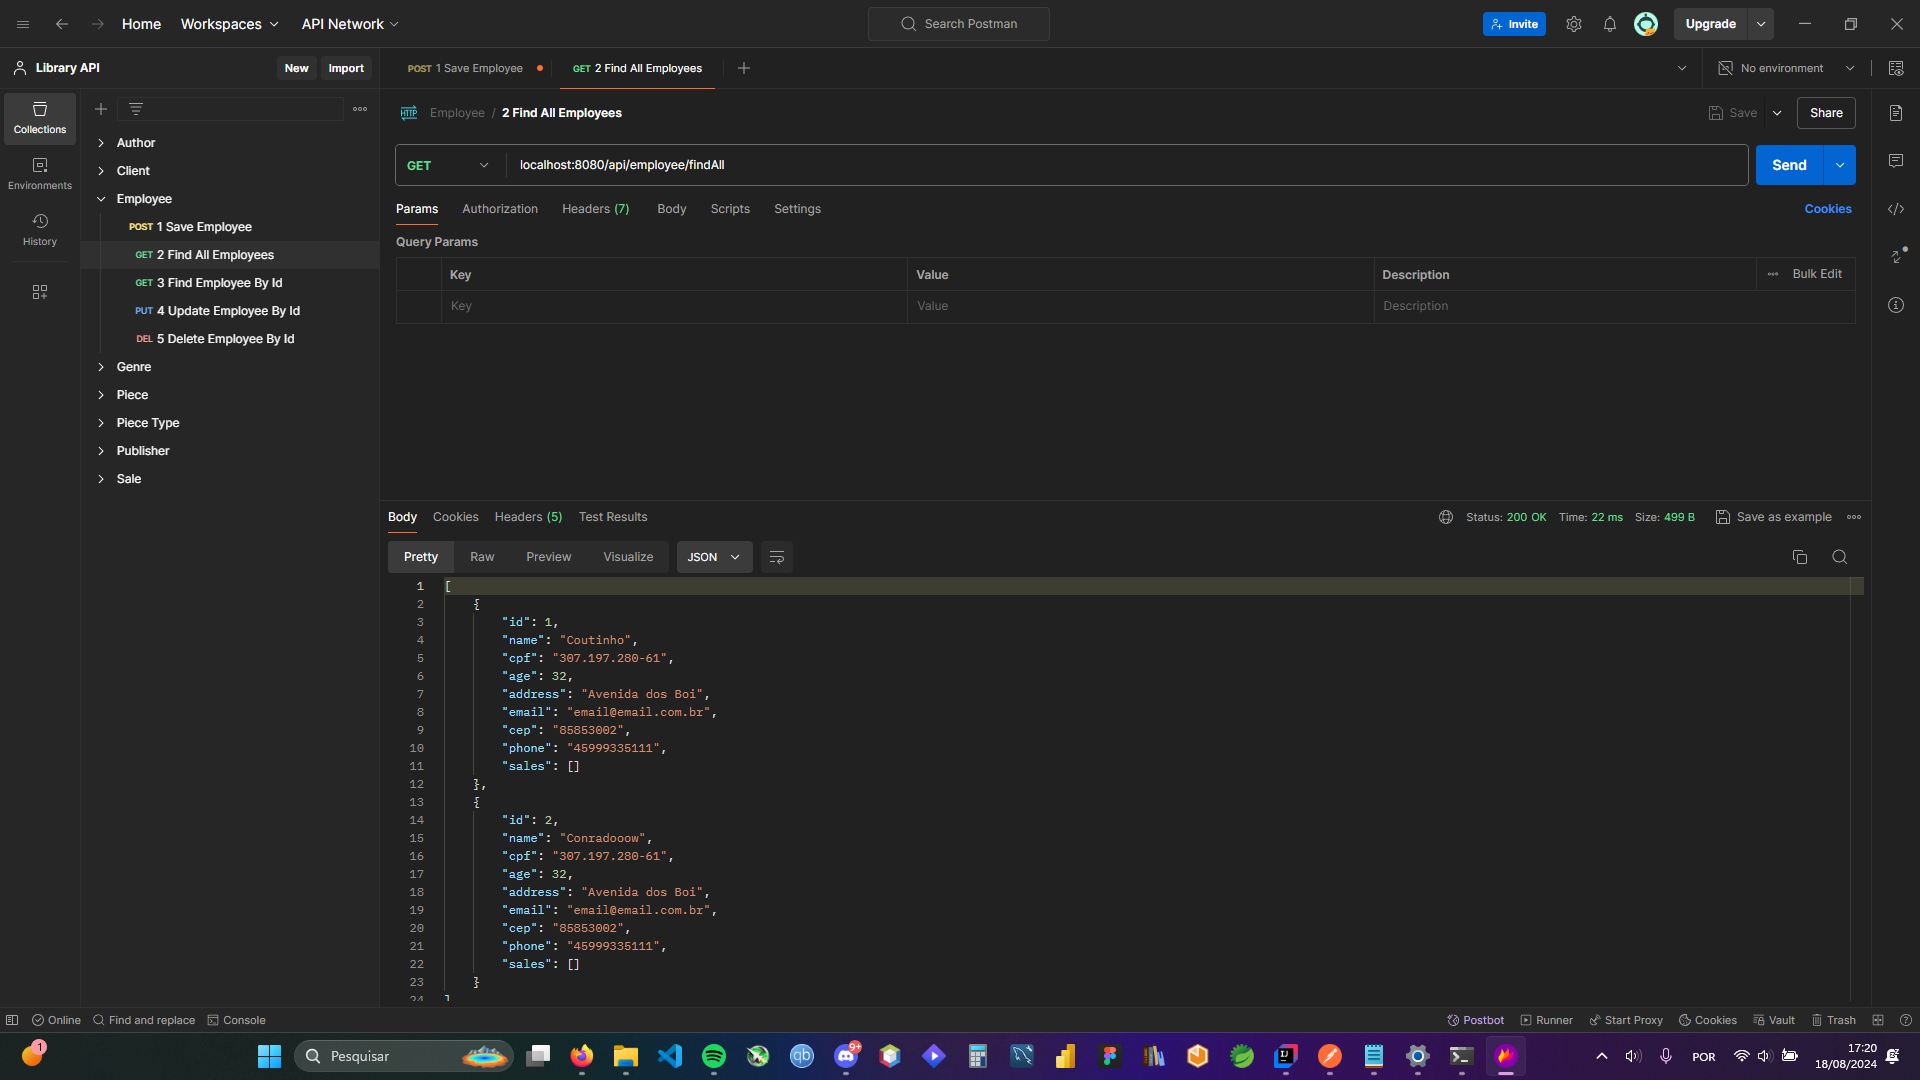 Home Workspaces API Network Search Postman Invite Upgrade
Library API New Import POST 1 Save Employee GET 2 Find All Employees No environment
Collections
Environments
History
Author
Client
Employee
POST 1 Save Employee
GET 2 Find All Employees
GET 3 Find Employee By Id
PUT 4 Update Employee By Id
DEL 5 Delete Employee By Id
Genre
Piece
Piece Type
Publisher
Sale
HTTP Employee / 2 Find All Employees Save Share
GET localhost:8080/api/employee/findAll Send
Params Authorization Headers (7) Body Scripts Settings Cookies
Query Params
Key Value Description Bulk Edit
Key Value Description
Body Cookies Headers (5) Test Results Status: 200 OK Time: 22 ms Size: 499 B Save as example
Pretty Raw Preview Visualize JSON
1 [
2 {
3 "id": 1,
4 "name": "Coutinho",
5 "cpf": "307.197.280-61",
6 "age": 32,
7 "address": "Avenida dos Boi",
8 "email": "email@email.com.br",
9 "cep": "85853002",
10 "phone": "45999335111",
11 "sales": []
12 },
13 {
14 "id": 2,
15 "name": "Conradooow",
16 "cpf": "307.197.280-61",
17 "age": 32,
18 "address": "Avenida dos Boi",
19 "email": "email@email.com.br",
20 "cep": "85853002",
21 "phone": "45999335111",
22 "sales": []
23 }
24 ]
Online Find and replace Console Postbot Runner Start Proxy Cookies Vault Trash
1 Pesquisar qb 9+ IJ POR 17:20
18/08/2024